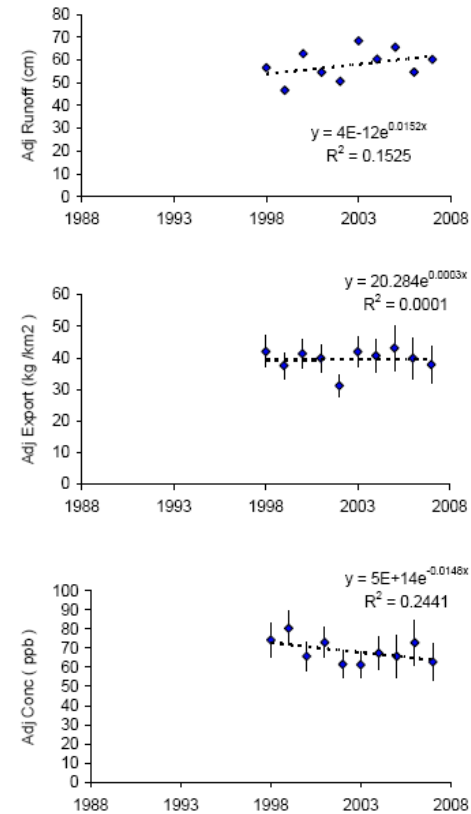 80
70
60
50
40
30
20
10
0
Adj Runoff (cm)
y = 4E-12e^0.0152x
R² = 0.1525
1988 1993 1998 2003 2008
y = 20.284e^0.0003x
R² = 0.0001
60
50
40
30
20
10
0
Adj Export (kg /km2 )
1988 1993 1998 2003 2008
y = 5E+14e^-0.0148x
R² = 0.2441
100
90
80
70
60
50
40
30
20
10
0
Adj Conc ( ppb )
1988 1993 1998 2003 2008